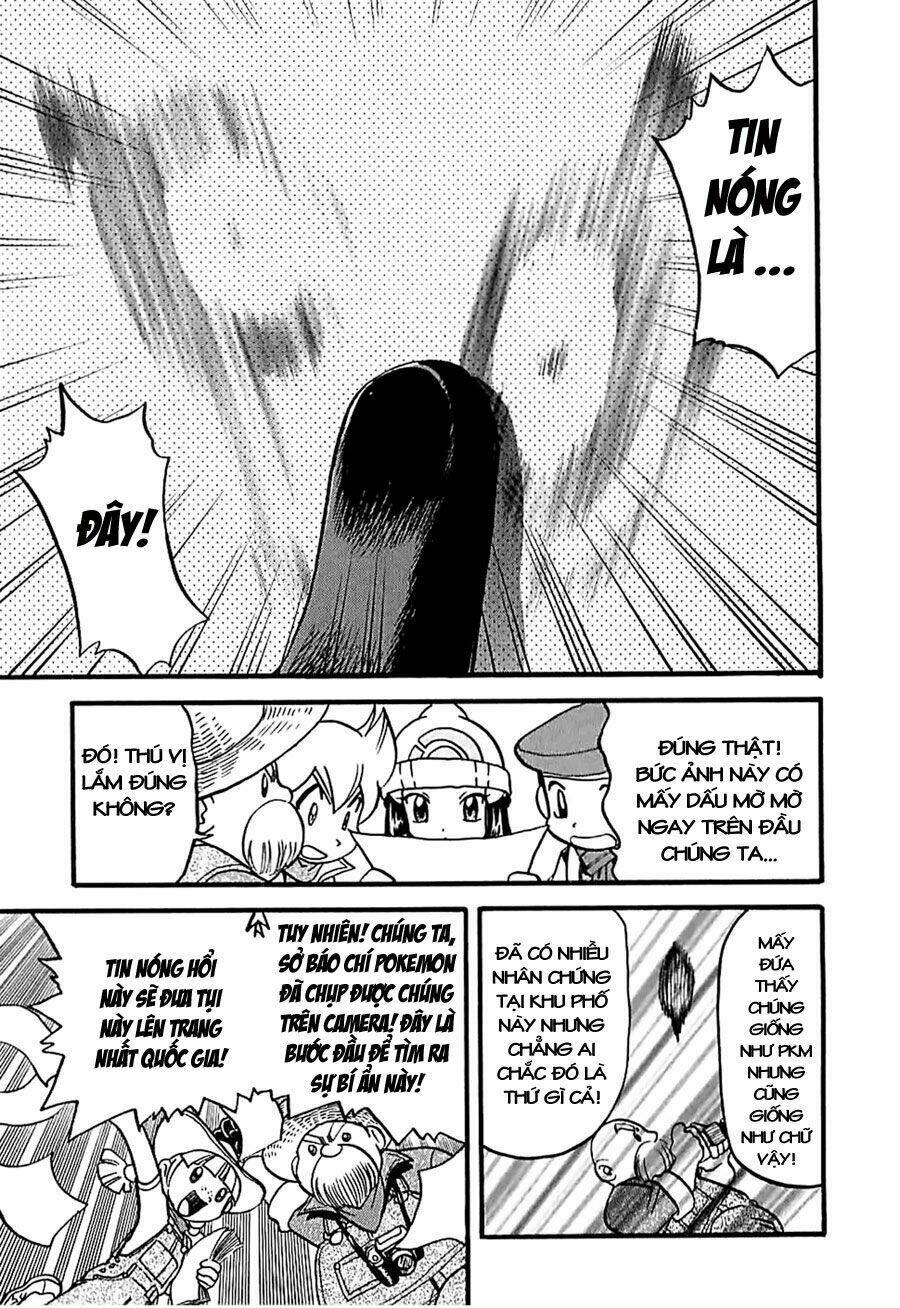 TIN
NÓNG
LÀ ...
ĐÂY!
ĐÚNG THẬT!
BỨC ẢNH NÀY CÓ
MẤY DẤU MỜ MỜ
NGAY TRÊN ĐẦU
CHÚNG TA...
ĐÓ! THÚ VỊ
LẮM ĐÚNG
KHÔNG?
MẤY
ĐỨA
THẤY
CHÚNG
GIỐNG
NHƯ PKM
NHƯNG
CŨNG
GIỐNG
NHƯ CHỮ
VẬY!
ĐÃ CÓ NHIỀU
NHÂN CHỨNG
TẠI KHU PHỐ
NÀY NHƯNG
CHẲNG AI
CHẮC ĐÓ LÀ
THỨ GÌ CẢ!
TUY NHIÊN! CHÚNG TA,
SỞ BÁO CHÍ POKEMON
ĐÃ CHỤP ĐƯỢC CHÚNG
TRÊN CAMERA! ĐÂY LÀ
BƯỚC ĐẦU ĐỂ TÌM RA
SỰ BÍ ẨN NÀY!
TIN NÓNG HỔI
NÀY SẼ ĐƯA TỤI
NÀY LÊN TRANG
NHẤT QUỐC GIA!